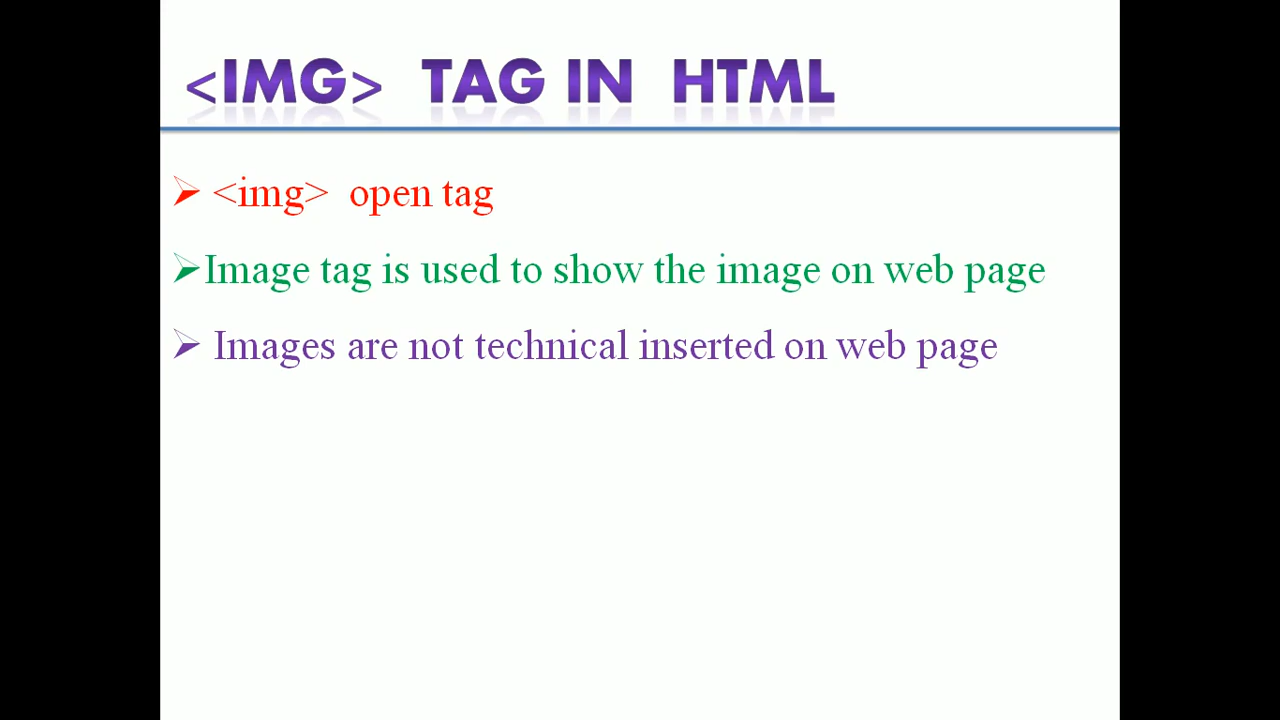 <IMG> TAG IN HTML
➢ <img> open tag
➢Image tag is used to show the image on web page
➢ Images are not technical inserted on web page